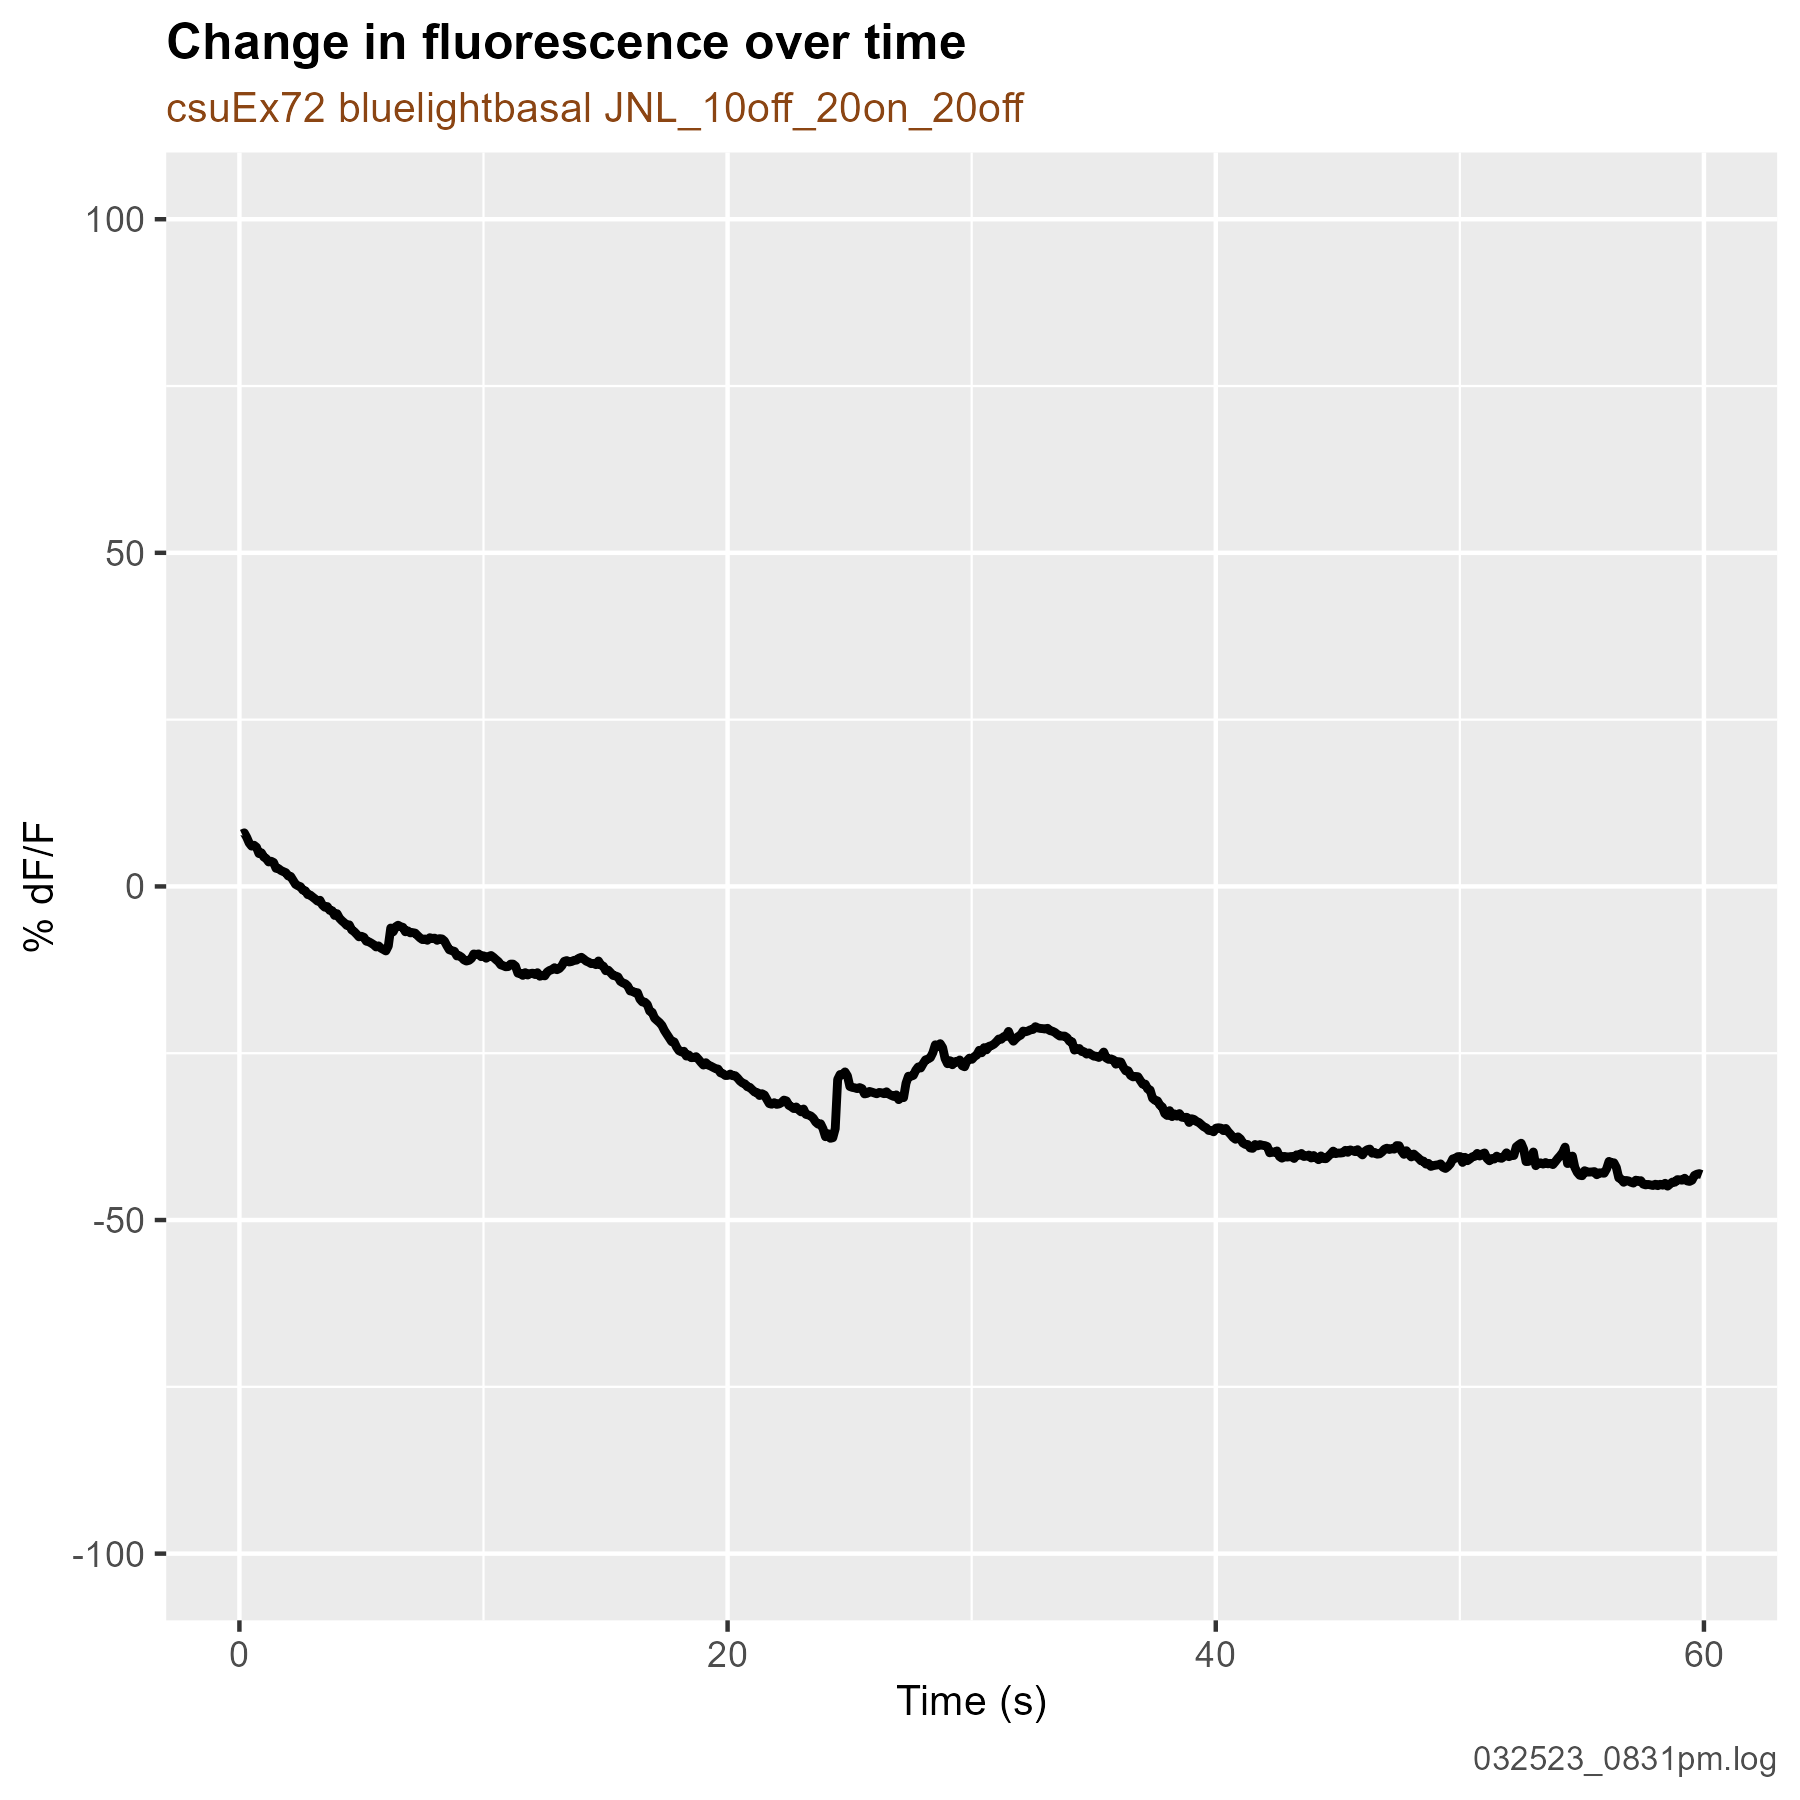 Change in fluorescence over time
csuEx72 bluelightbasal JNL_10off_20on_20off
100
50
0
-50
-100
% dF/F
0 20 40 60
Time (s)
032523_0831pm.log